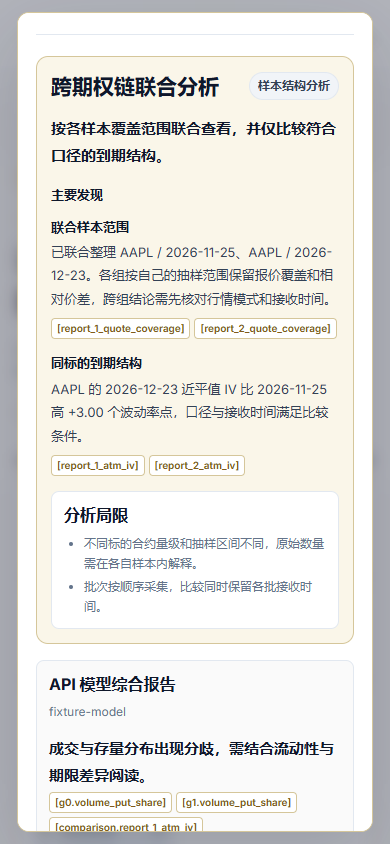 跨期权链联合分析
样本结构分析
按各样本覆盖范围联合查看，并仅比较符合
口径的到期结构。
主要发现
联合样本范围
已联合整理 AAPL / 2026-11-25、AAPL / 2026-
12-23。各组按自己的抽样范围保留报价覆盖和相
对价差，跨组结论需先核对行情模式和接收时间。
[report_1_quote_coverage] [report_2_quote_coverage]
同标的到期结构
AAPL 的 2026-12-23 近平值 IV 比 2026-11-25
高 +3.00 个波动率点，口径与接收时间满足比较
条件。
[report_1_atm_iv] [report_2_atm_iv]
分析局限
• 不同标的合约量级和抽样区间不同，原始数量
需在各自样本内解释。
• 批次按顺序采集，比较同时保留各批接收时
间。
API 模型综合报告
fixture-model
成交与存量分布出现分歧，需结合流动性与
期限差异阅读。
[g0.volume_put_share] [g1.volume_put_share]
[comparison.report_1_atm_iv]